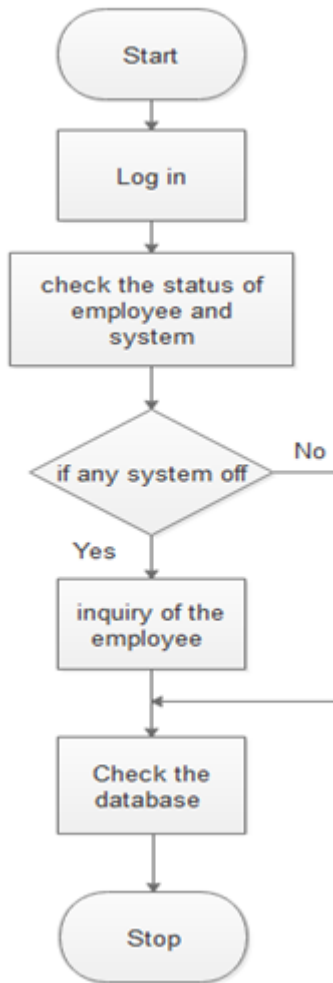 Start
Log in
check the status of
employee and
system
if any system off
No
Yes
inquiry of the
employee
Check the
database
Stop